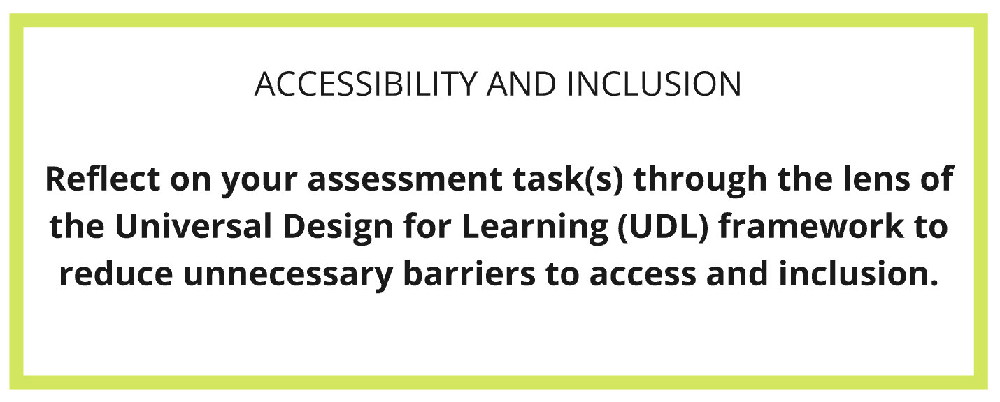 ACCESSIBILITY AND INCLUSION
Reflect on your assessment task(s) through the lens of
the Universal Design for Learning (UDL) framework to
reduce unnecessary barriers to access and inclusion.